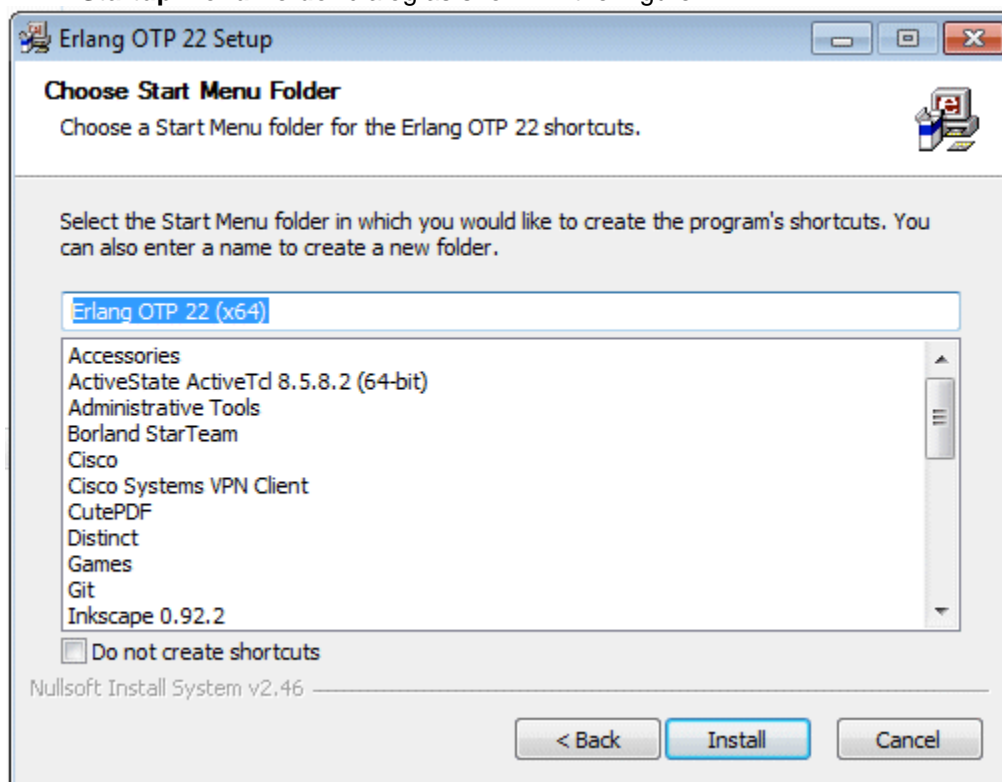 Erlang OTP 22 Setup
Choose Start Menu Folder
Choose a Start Menu folder for the Erlang OTP 22 shortcuts.
Select the Start Menu folder in which you would like to create the program's shortcuts. You
can also enter a name to create a new folder.
Erlang OTP 22 (x64)
Accessories
ActiveState ActiveTcl 8.5.8.2 (64-bit)
Administrative Tools
Borland StarTeam
Cisco
Cisco Systems VPN Client
CutePDF
Distinct
Games
Git
Inkscape 0.92.2
Do not create shortcuts
Nullsoft Install System v2.46
< Back
Install
Cancel